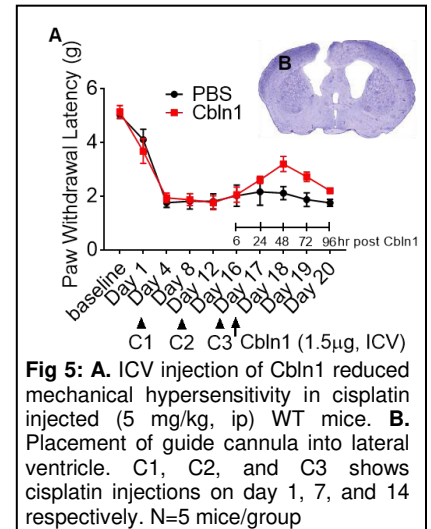 A
B
Paw Withdrawal Latency (g)
PBS
Cbln1
6
4
2
0
6 24 48 72 96hr post Cbln1
baseline
Day 1
Day 4
Day 8
Day 12
Day 16
Day 17
Day 18
Day 19
Day 20
C1 C2 C3 Cbln1 (1.5µg, ICV)
Fig 5: A. ICV injection of Cbln1 reduced
mechanical hypersensitivity in cisplatin
injected (5 mg/kg, ip) WT mice. B.
Placement of guide cannula into lateral
ventricle. C1, C2, and C3 shows
cisplatin injections on day 1, 7, and 14
respectively. N=5 mice/group